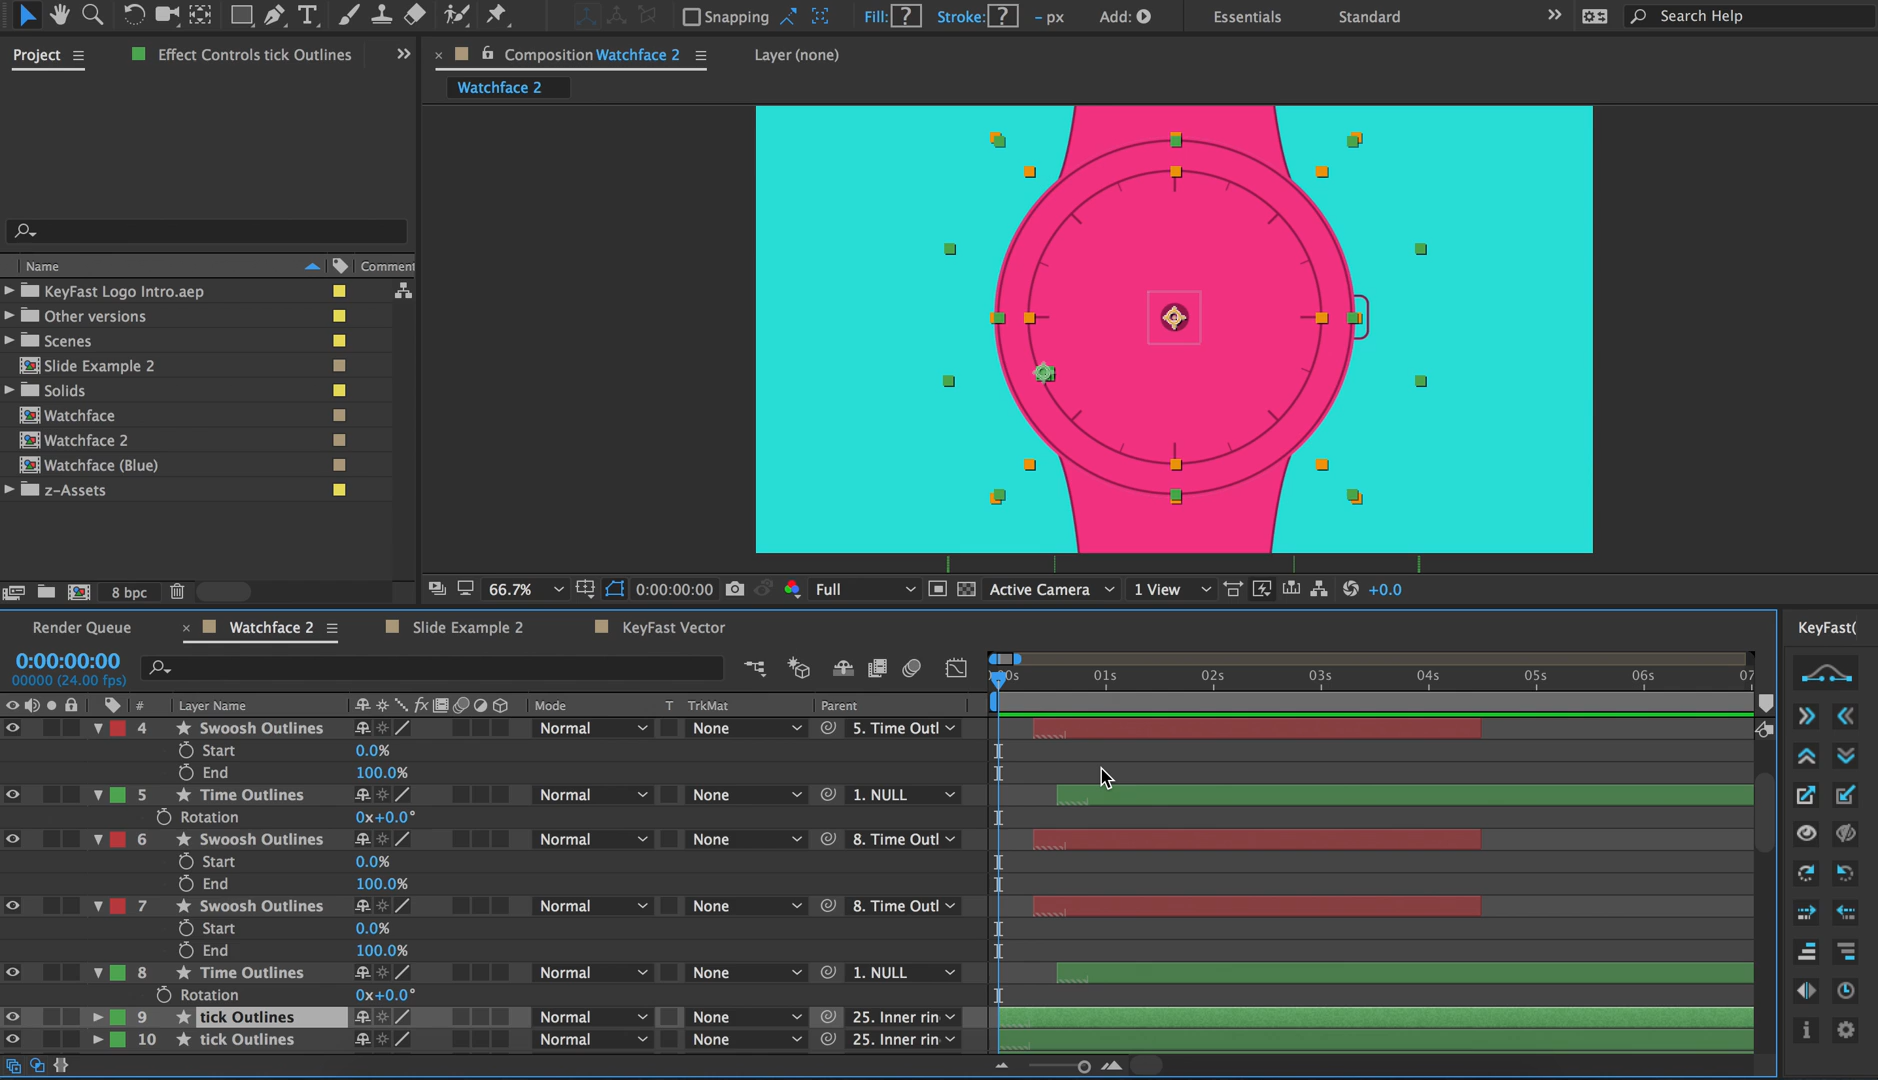 Snapping
Fill: ? Stroke: ? - px Add:
Essentials Standard
Search Help
Project Effect Controls tick Outlines
Composition Watchface 2 Layer (none)
Watchface 2
Name Comment
KeyFast Logo Intro.aep
Other versions
Scenes
Slide Example 2
Solids
Watchface
Watchface 2
Watchface (Blue)
z-Assets
8 bpc
66.7% 0:00:00:00 Full Active Camera 1 View +0.0
Render Queue Watchface 2 Slide Example 2 KeyFast Vector
KeyFast(
0:00:00:00
00000 (24.00 fps)
00s 01s 02s 03s 04s 05s 06s 07
# Layer Name fx Mode T TrkMat Parent
4 Swoosh Outlines Normal None 5. Time Outl
Start 0.0%
End 100.0%
5 Time Outlines Normal None 1. NULL
Rotation 0x+0.0°
6 Swoosh Outlines Normal None 8. Time Outl
Start 0.0%
End 100.0%
7 Swoosh Outlines Normal None 8. Time Outl
Start 0.0%
End 100.0%
8 Time Outlines Normal None 1. NULL
Rotation 0x+0.0°
9 tick Outlines Normal None 25. Inner rin
10 tick Outlines Normal None 25. Inner rin